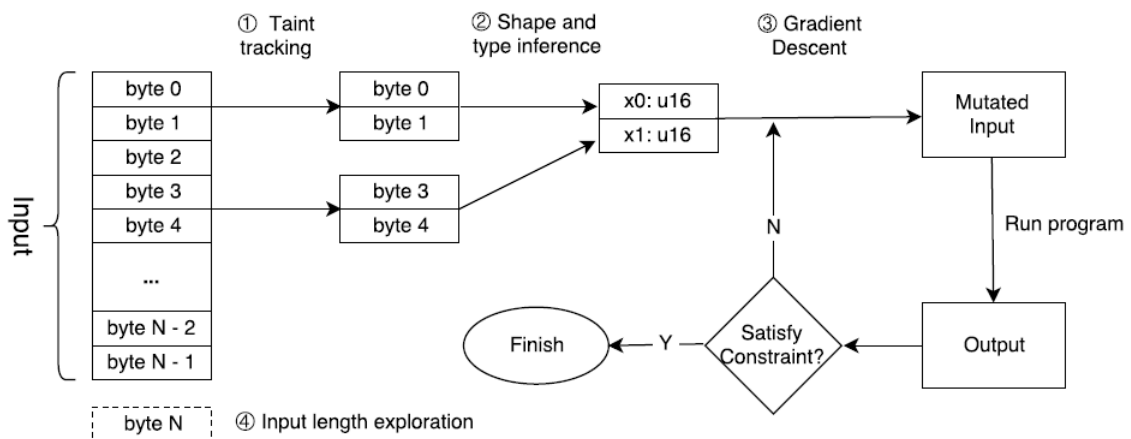 ① Taint
tracking
② Shape and
type inference
③ Gradient
Descent
Input
byte 0
byte 1
byte 2
byte 3
byte 4
...
byte N - 2
byte N - 1
byte N
④ Input length exploration
byte 0
byte 1
byte 3
byte 4
x0: u16
x1: u16
Mutated
Input
Run program
Output
Satisfy
Constraint?
N
Y
Finish